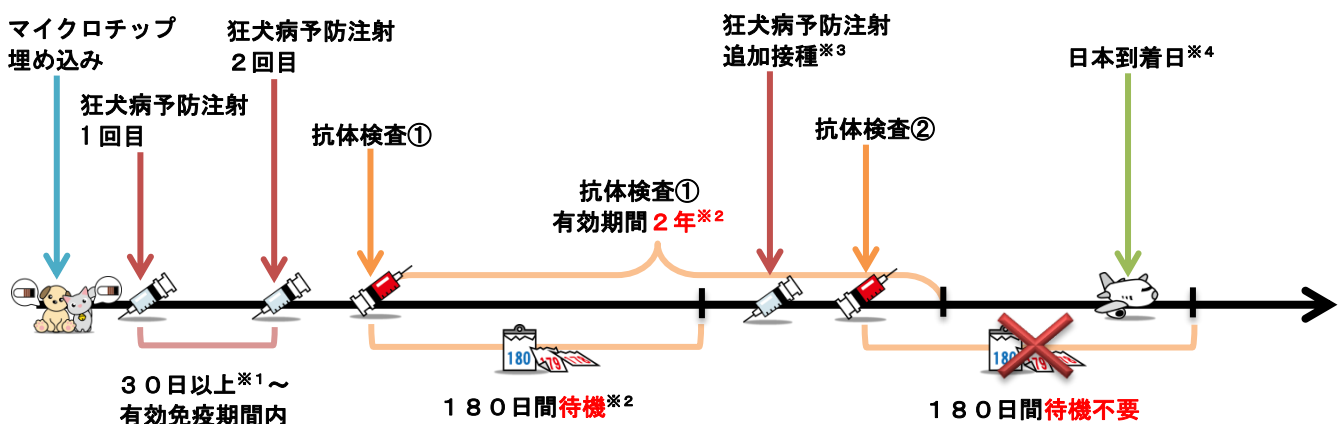 マイクロチップ
埋め込み
狂犬病予防注射
1回目
狂犬病予防注射
2回目
抗体検査①
抗体検査①
有効期間2年※2
狂犬病予防注射
追加接種※3
抗体検査②
日本到着日※4
30日以上※1～
有効免疫期間内
180
179
180日間待機※2
180
180日間待機不要